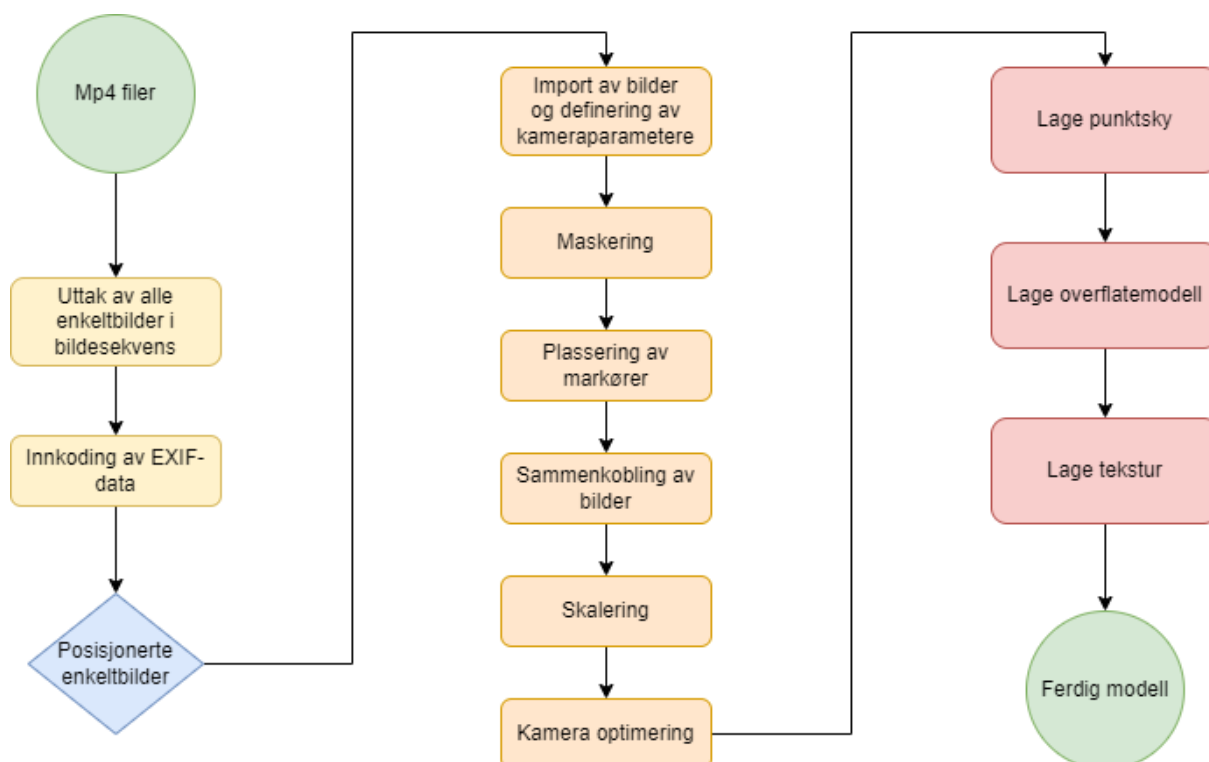 Mp4 filer
Uttak av alle
enkeltbilder i
bildesekvens
Innkoding av EXIF-
data
Posisjonerte
enkeltbilder
Import av bilder
og definering av
kameraparametere
Maskering
Plassering av
markører
Sammenkobling av
bilder
Skalering
Kamera optimering
Lage punktsky
Lage overflatemodell
Lage tekstur
Ferdig modell